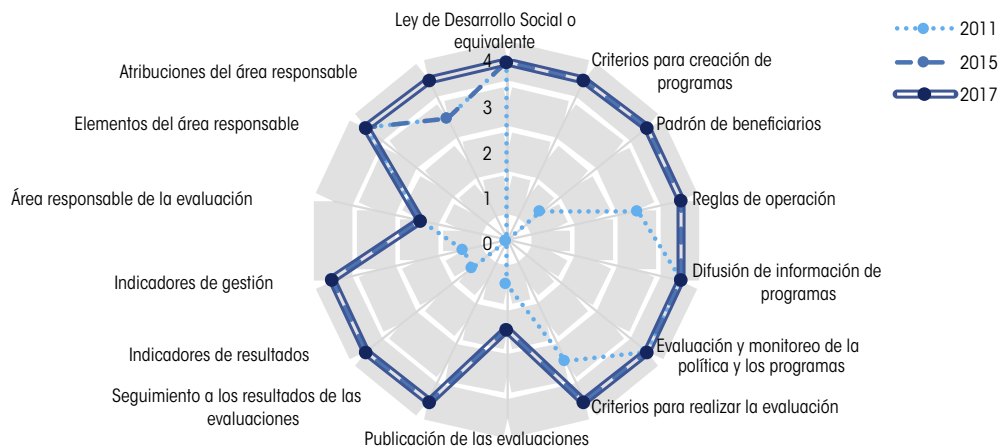 Ley de Desarrollo Social o
equivalente
Criterios para creación de
programas
Padrón de beneficiarios
Reglas de operación
Difusión de información de
programas
Evaluación y monitoreo de la
política y los programas
Criterios para realizar la evaluación
Publicación de las evaluaciones
Seguimiento a los resultados de las
evaluaciones
Indicadores de resultados
Indicadores de gestión
Área responsable de la evaluación
Elementos del área responsable
Atribuciones del área responsable
4
3
2
1
0
2011
2015
2017